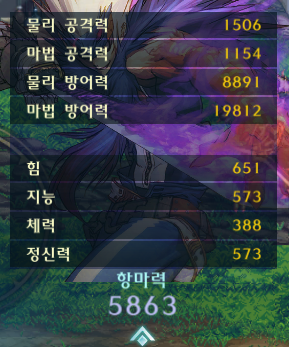 물리 공격력 1506
마법 공격력 1154
물리 방어력 8891
마법 방어력 19812
힘 651
지능 573
체력 388
정신력 573
항마력
5863